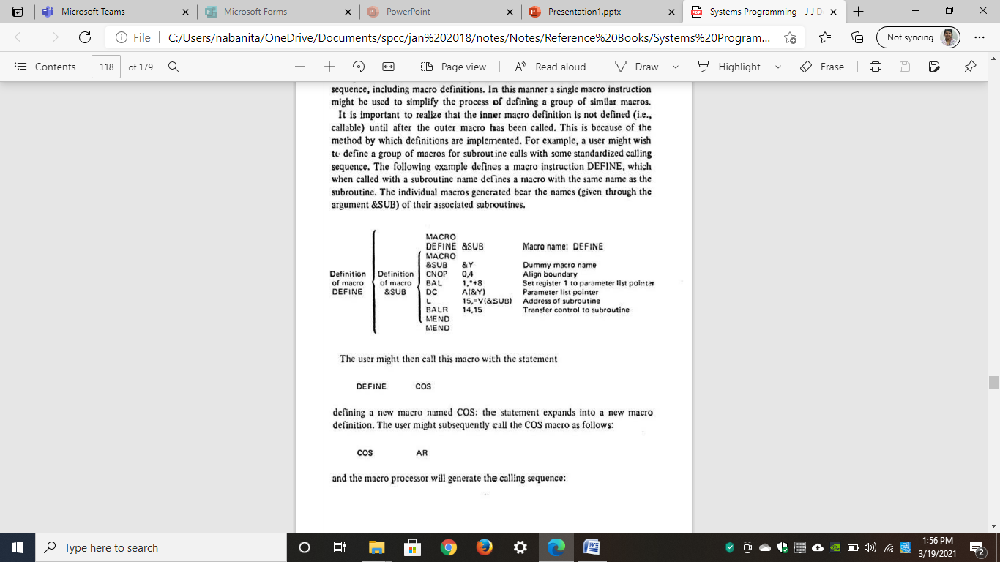 Microsoft Teams
Microsoft Forms
PowerPoint
Presentation1.pptx
Systems Programming - J J D
File
C:/Users/nabanita/OneDrive/Documents/spcc/jan%202018/notes/Notes/Reference%20Books/Systems%20Program...
Not syncing
Contents
118
of 179
Page view
Read aloud
Draw
Highlight
Erase
sequence, including macro definitions. In this manner a single macro instruction
might be used to simplify the process of defining a group of similar macros.
It is important to realize that the inner macro definition is not defined (i.e.,
callable) until after the outer macro has been called. This is because of the
method by which definitions are implemented. For example, a user might wish
to define a group of macros for subroutine calls with some standardized calling
sequence. The following example defines a macro instruction DEFINE, which
when called with a subroutine name defines a macro with the same name as the
subroutine. The individual macros generated bear the names (given through the
argument &SUB) of their associated subroutines.
MACRO
DEFINE &SUB Macro name: DEFINE
MACRO
&SUB &Y Dummy macro name
Definition Definition CNOP 0,4 Align boundary
of macro of macro BAL 1,*+8 Set register 1 to parameter list pointer
DEFINE &SUB DC A(&Y) Parameter list pointer
L 15,=V(&SUB) Address of subroutine
BALR 14,15 Transfer control to subroutine
MEND
MEND
The user might then call this macro with the statement
DEFINE COS
defining a new macro named COS: the statement expands into a new macro
definition. The user might subsequently call the COS macro as follows:
COS AR
and the macro processor will generate the calling sequence:
Type here to search
1:56 PM
3/19/2021
2